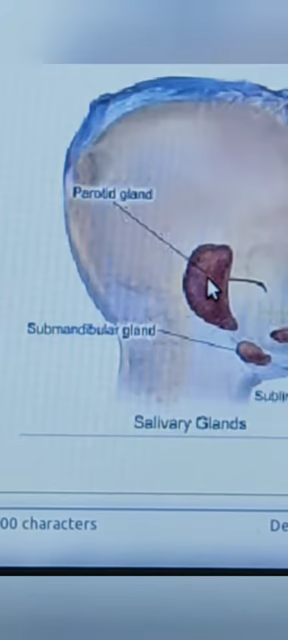 Parotid gland
Submandibular gland
Salivary Glands
00 characters